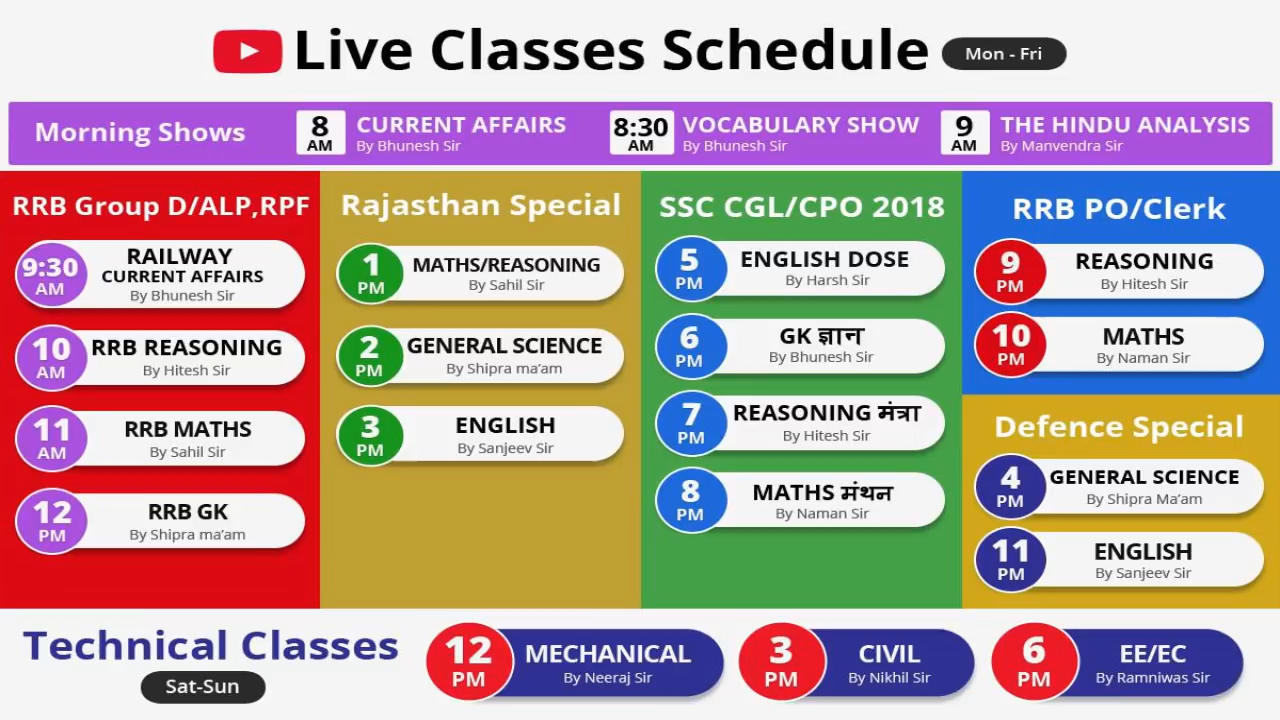 Live Classes Schedule
Mon - Fri
Morning Shows
8 AM
CURRENT AFFAIRS
By Bhunesh Sir
8:30 AM
VOCABULARY SHOW
By Bhunesh Sir
9 AM
THE HINDU ANALYSIS
By Manvendra Sir
RRB Group D/ALP,RPF
9:30 AM
RAILWAY
CURRENT AFFAIRS
By Bhunesh Sir
10 AM
RRB REASONING
By Hitesh Sir
11 AM
RRB MATHS
By Sahil Sir
12 PM
RRB GK
By Shipra ma'am
Rajasthan Special
1 PM
MATHS/REASONING
By Sahil Sir
2 PM
GENERAL SCIENCE
By Shipra ma'am
3 PM
ENGLISH
By Sanjeev Sir
SSC CGL/CPO 2018
5 PM
ENGLISH DOSE
By Harsh Sir
6 PM
GK ज्ञान
By Bhunesh Sir
7 PM
REASONING मंत्रा
By Hitesh Sir
8 PM
MATHS मंथन
By Naman Sir
RRB PO/Clerk
9 PM
REASONING
By Hitesh Sir
10 PM
MATHS
By Naman Sir
Defence Special
4 PM
GENERAL SCIENCE
By Shipra Ma'am
11 PM
ENGLISH
By Sanjeev Sir
Technical Classes
Sat-Sun
12 PM
MECHANICAL
By Neeraj Sir
3 PM
CIVIL
By Nikhil Sir
6 PM
EE/EC
By Ramniwas Sir